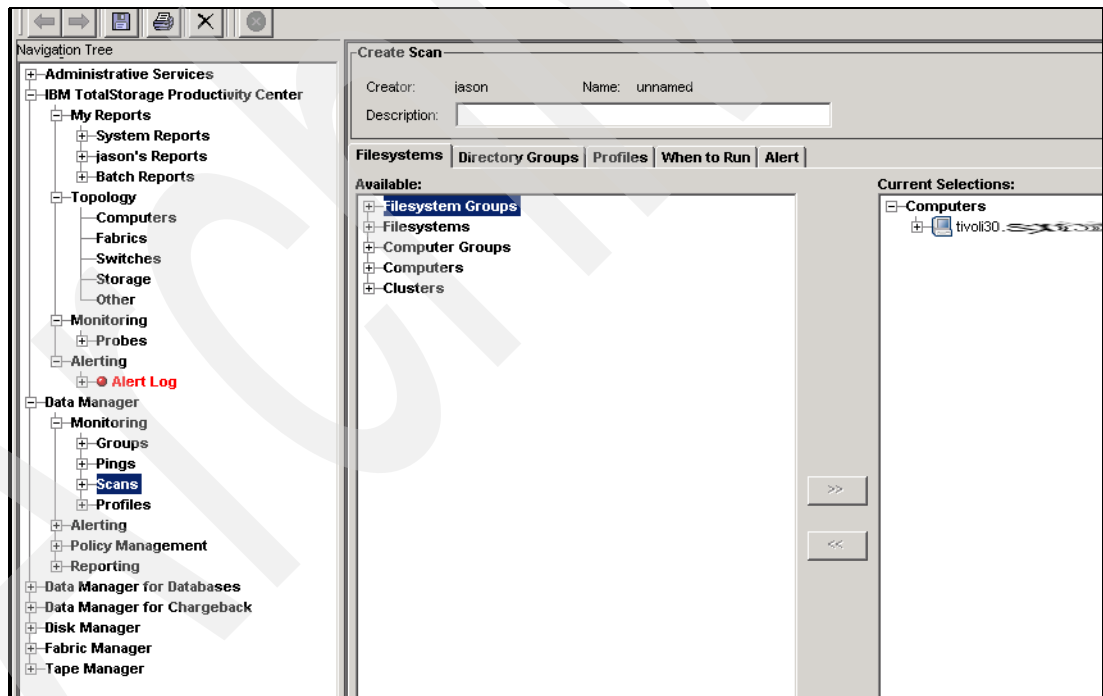 Navigation Tree
Administrative Services
IBM TotalStorage Productivity Center
My Reports
System Reports
jason's Reports
Batch Reports
Topology
Computers
Fabrics
Switches
Storage
Other
Monitoring
Probes
Alerting
Alert Log
Data Manager
Monitoring
Groups
Pings
Scans
Profiles
Alerting
Policy Management
Reporting
Data Manager for Databases
Data Manager for Chargeback
Disk Manager
Fabric Manager
Tape Manager
Create Scan
Creator: jason Name: unnamed
Description:
Filesystems Directory Groups Profiles When to Run Alert
Available:
Filesystem Groups
Filesystems
Computer Groups
Computers
Clusters
>>
<<
Current Selections:
Computers
tivoli30.